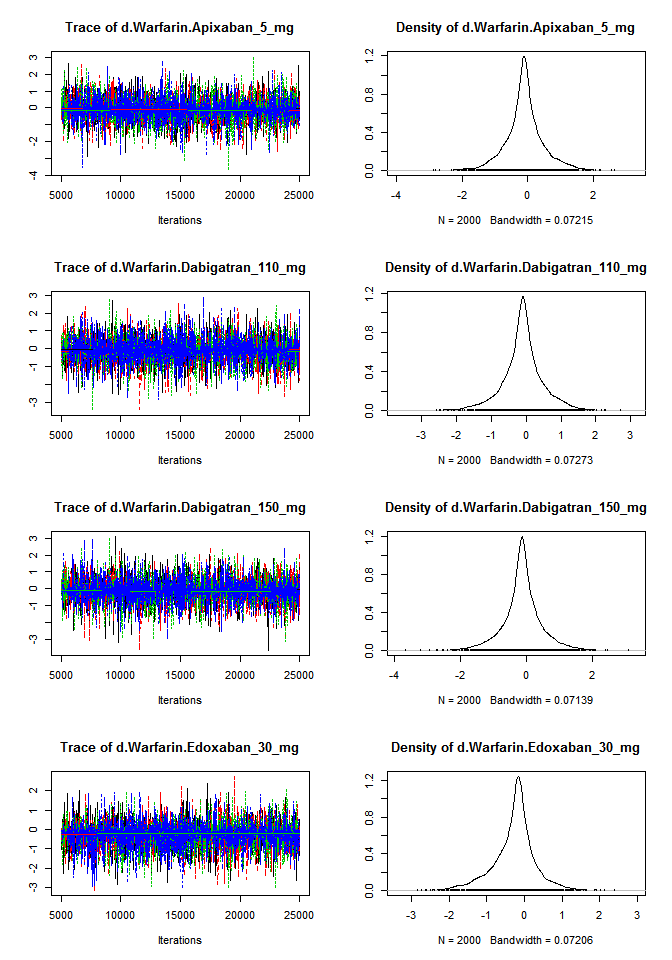 Trace of d.Warfarin.Apixaban_5_mg
3
2
1
0
-2
-4
5000 10000 15000 20000 25000
Iterations
Density of d.Warfarin.Apixaban_5_mg
1.2
0.8
0.4
0.0
-4 -2 0 2
N = 2000 Bandwidth = 0.07215
Trace of d.Warfarin.Dabigatran_110_mg
3
2
1
0
-1
-3
5000 10000 15000 20000 25000
Iterations
Density of d.Warfarin.Dabigatran_110_mg
1.2
0.8
0.4
0.0
-3 -2 -1 0 1 2 3
N = 2000 Bandwidth = 0.07273
Trace of d.Warfarin.Dabigatran_150_mg
3
2
1
0
-1
-3
5000 10000 15000 20000 25000
Iterations
Density of d.Warfarin.Dabigatran_150_mg
1.2
0.8
0.4
0.0
-4 -2 0 2
N = 2000 Bandwidth = 0.07139
Trace of d.Warfarin.Edoxaban_30_mg
2
1
0
-1
-2
-3
5000 10000 15000 20000 25000
Iterations
Density of d.Warfarin.Edoxaban_30_mg
1.2
0.8
0.4
0.0
-3 -2 -1 0 1 2 3
N = 2000 Bandwidth = 0.07206